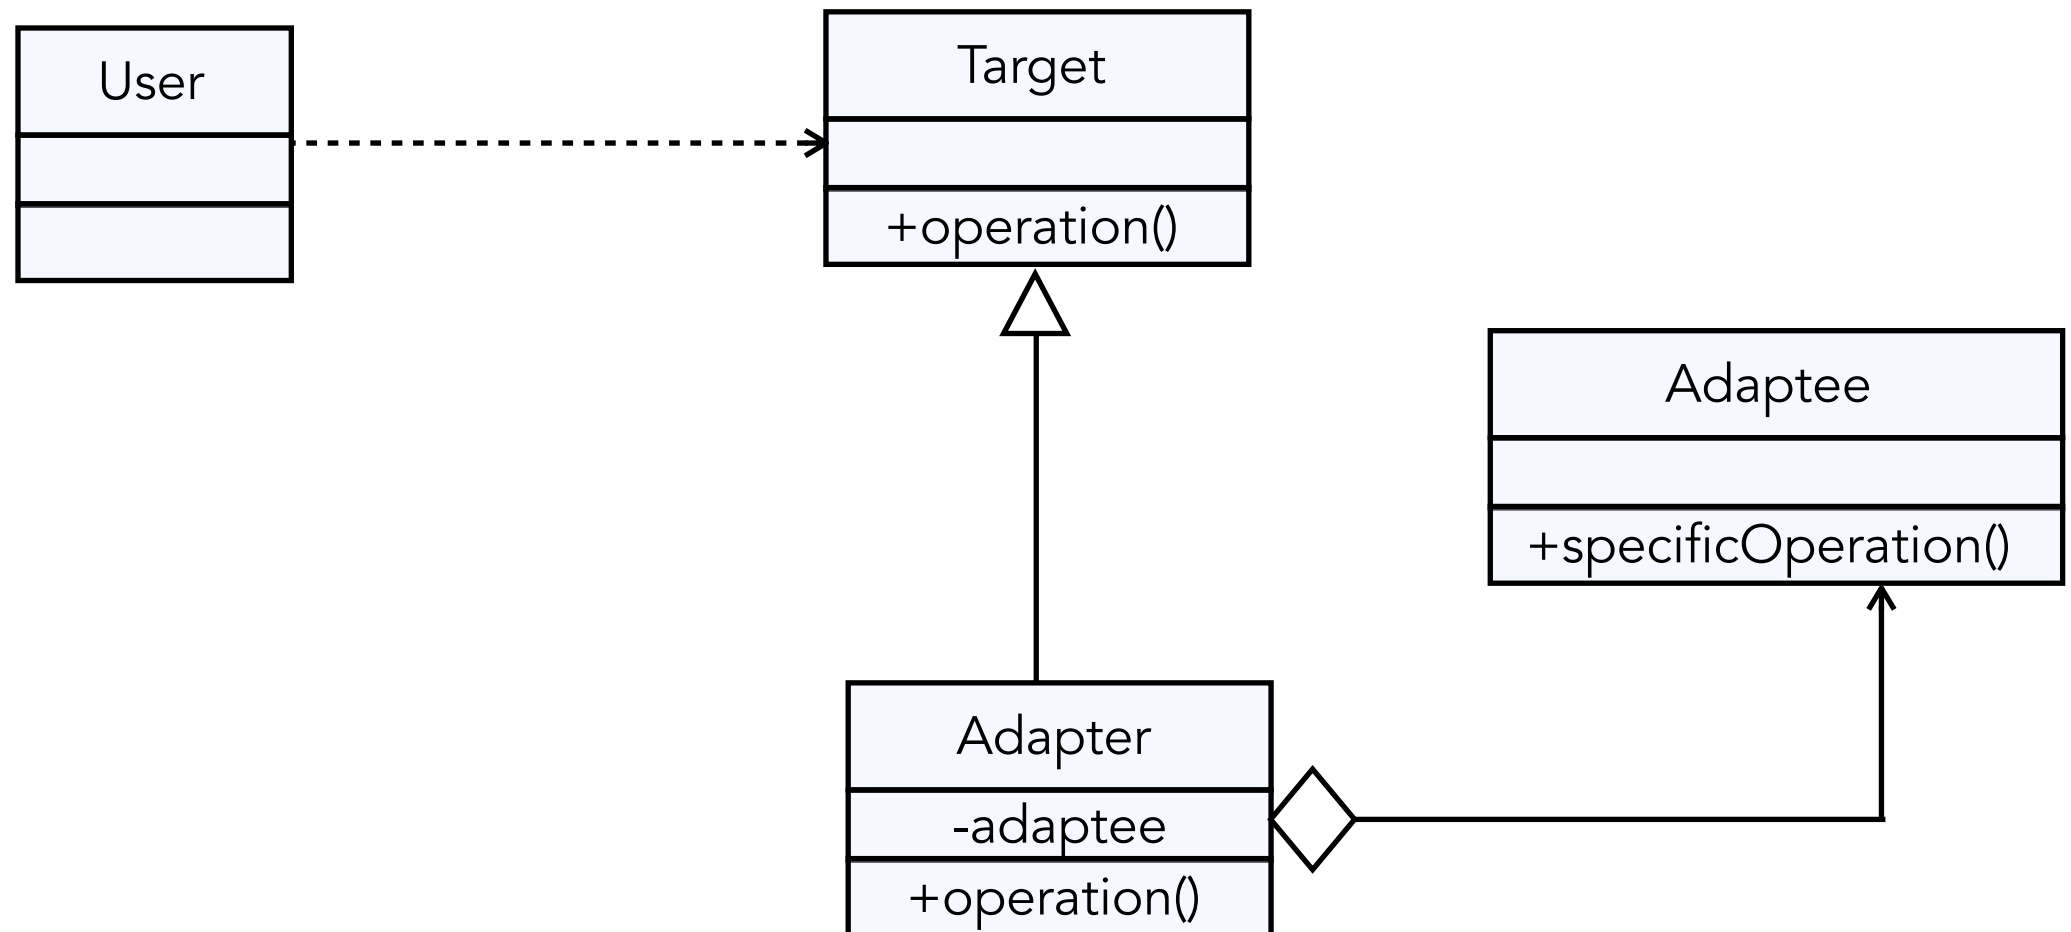 User
Target
+operation()
Adaptee
+specificOperation()
Adapter
-adaptee
+operation()